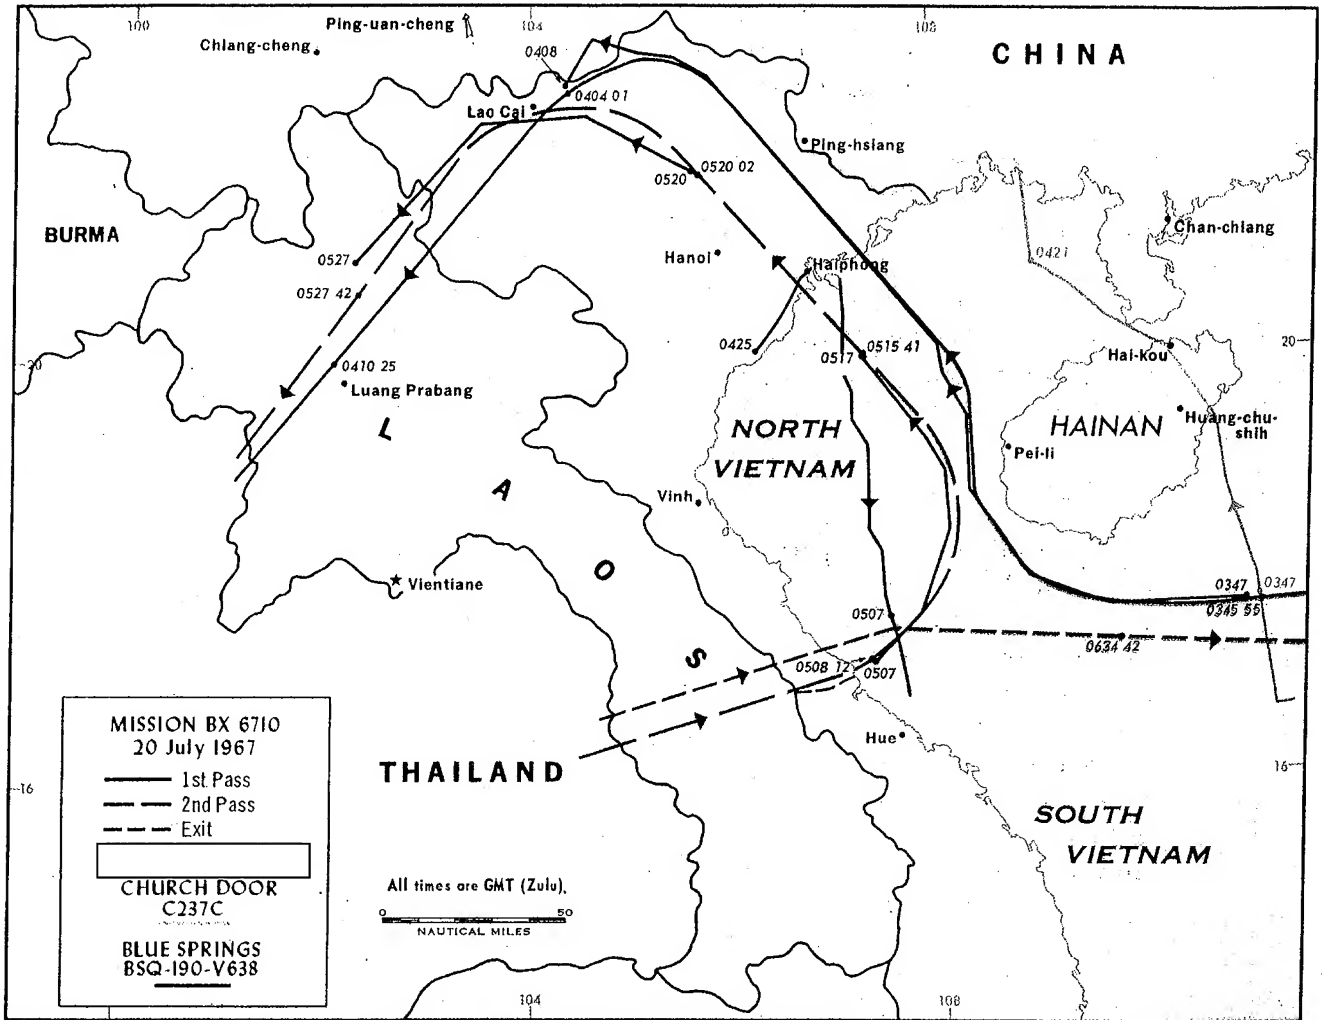 100
104
108
Ping-uan-cheng
Chiang-cheng
CHINA
0408
0404 01
Lao Cai
Ping-hsiang
0520
0520 02
BURMA
Hanoi
Haiphong
Chan-chiang
0421
0527
0527 42
0425
0517
0515 41
20
20
Hai-kou
0410 25
Luang Prabang
L
A
O
S
NORTH
VIETNAM
HAINAN
Huang-chu-
shih
Pei-li
Vinh
Vientiane
0347
0347
0345 55
0507
0634 42
0508 12
0507
Hue
MISSION BX 6710
20 July 1967
1st Pass
2nd Pass
Exit
CHURCH DOOR
C237C
BLUE SPRINGS
BSQ-190-V638
THAILAND
16
16
SOUTH
VIETNAM
All times are GMT (Zulu).
0
50
NAUTICAL MILES
104
108